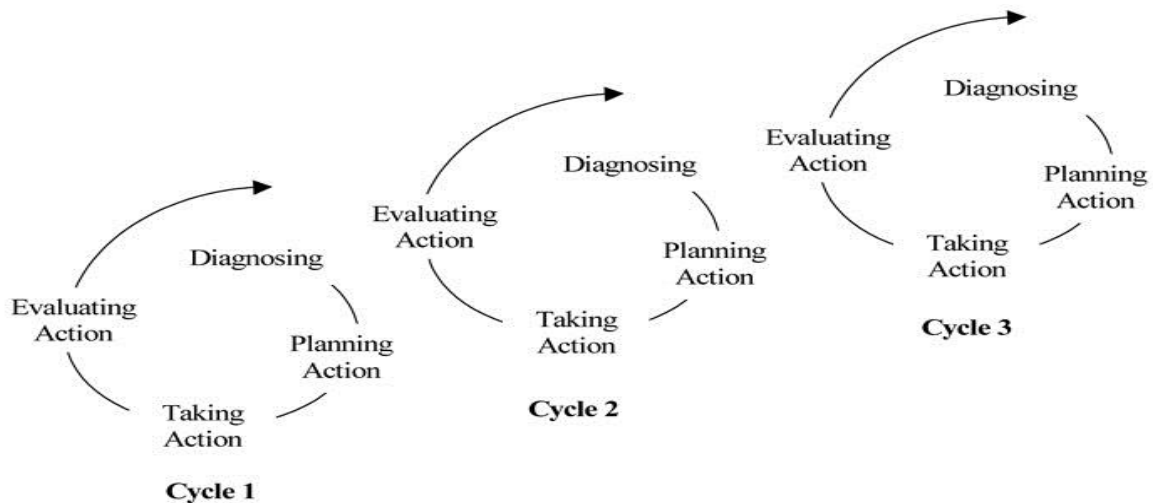 Diagnosing
Planning
Action
Taking
Action
Evaluating
Action
Cycle 1
Diagnosing
Planning
Action
Taking
Action
Evaluating
Action
Cycle 2
Diagnosing
Planning
Action
Taking
Action
Evaluating
Action
Cycle 3